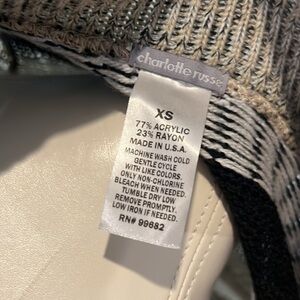 charlotte russe
XS
77% ACRYLIC
23% RAYON
MADE IN U.S.A.
MACHINE WASH COLD
GENTLE CYCLE
WITH LIKE COLORS.
ONLY NON-CHLORINE
BLEACH WHEN NEEDED.
TUMBLE DRY LOW
REMOVE PROMPTLY.
LOW IRON IF NEEDED.
RN# 99682